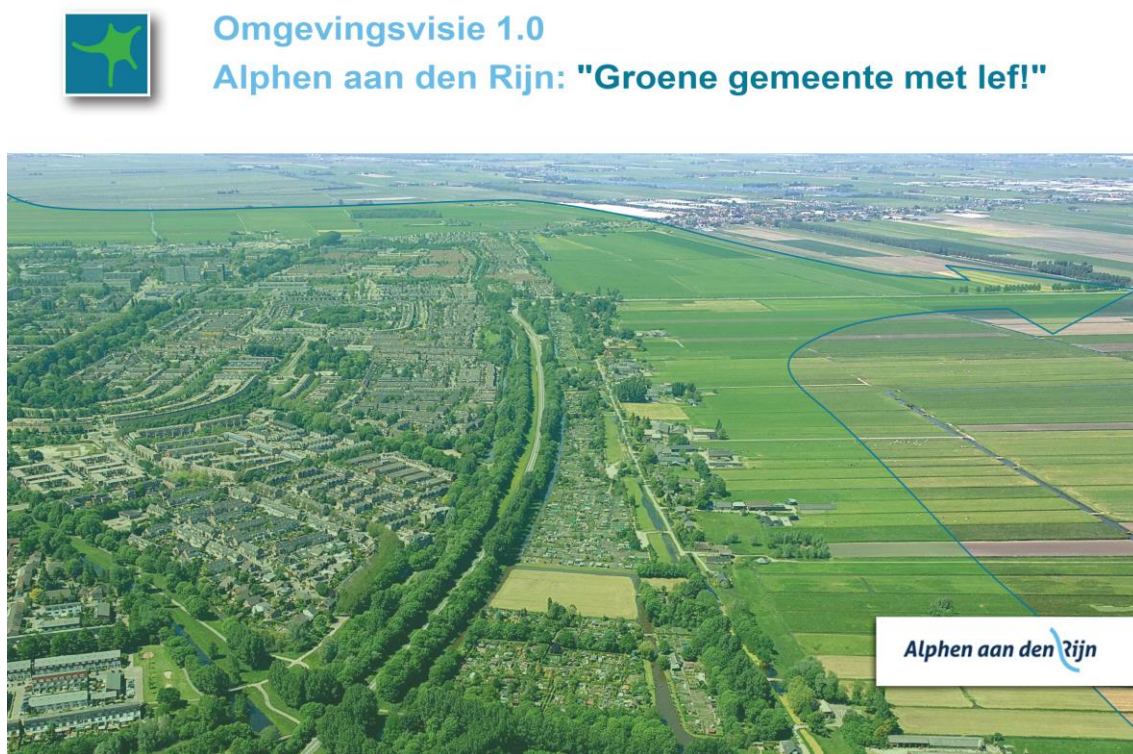 Omgevingsvisie 1.0
Alphen aan den Rijn: "Groene gemeente met lef!"
Alphen aan den Rijn